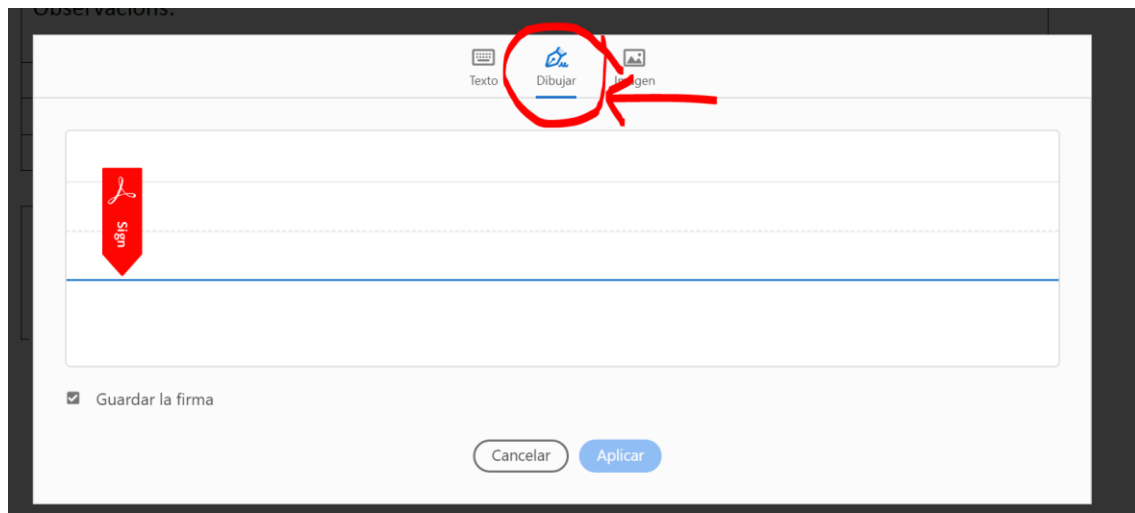 Observacions:
Texto
Dibujar
Imagen
Sign
Guardar la firma
Cancelar
Aplicar